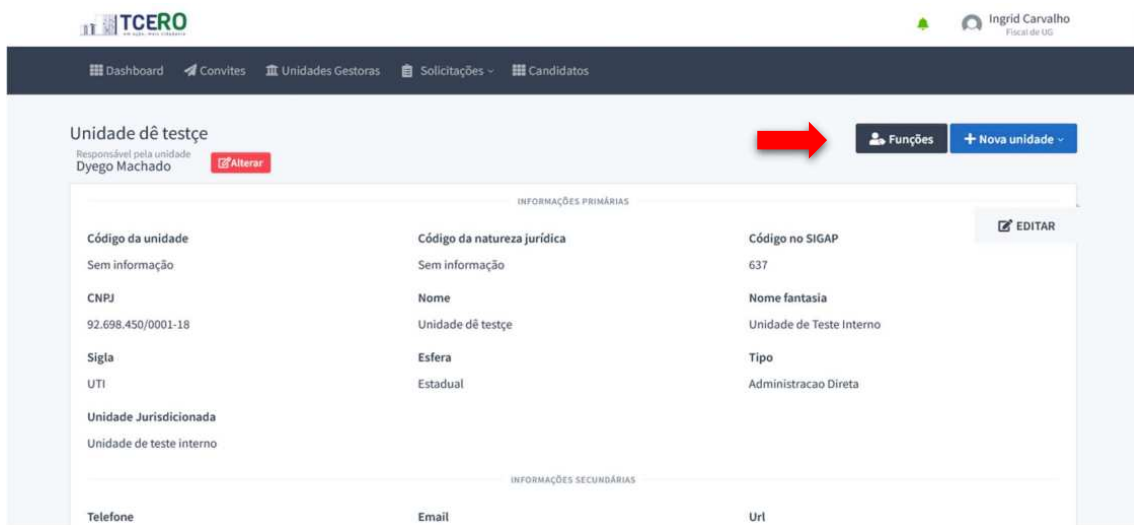 TCERO
Ingrid Carvalho
Fiscal de UG
Dashboard Convites Unidades Gestoras Solicitações Candidatos
Unidade dê testçe
Responsável pela unidade
Dyego Machado Alterar
Funções + Nova unidade
INFORMAÇÕES PRIMÁRIAS
EDITAR
Código da unidade Código da natureza jurídica Código no SIGAP
Sem informação Sem informação 637
CNPJ Nome Nome fantasia
92.698.450/0001-18 Unidade dê testçe Unidade de Teste Interno
Sigla Esfera Tipo
UTI Estadual Administracao Direta
Unidade Jurisdicionada
Unidade de teste interno
INFORMAÇÕES SECUNDÁRIAS
Telefone Email Url